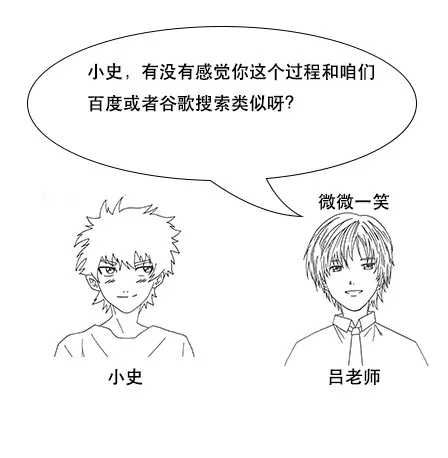 小史，有没有感觉你这个过程和咱们
百度或者谷歌搜索类似呀？
微微一笑
小史
吕老师